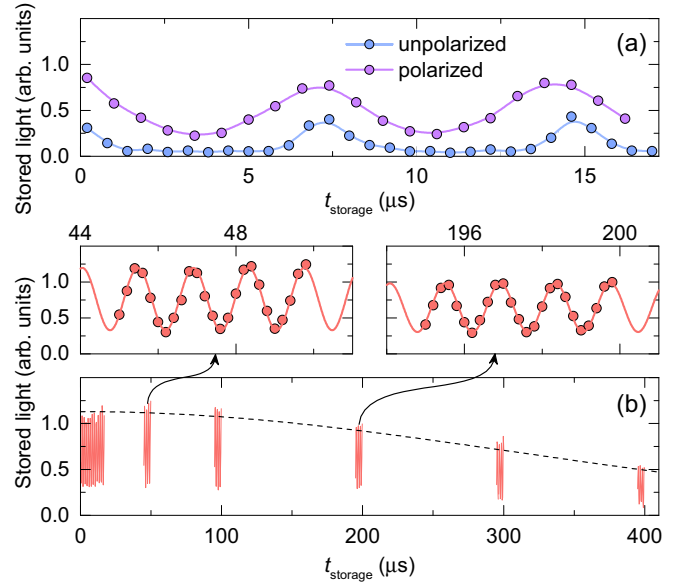 Stored light (arb. units)
1.0
0.5
0.0
unpolarized
polarized
(a)
0 5 10 15
t_storage (μs)
44 48 196 200
Stored light (arb. units)
1.0
0.5
0.0
(b)
1.0
0.5
0.0
0 100 200 300 400
t_storage (μs)